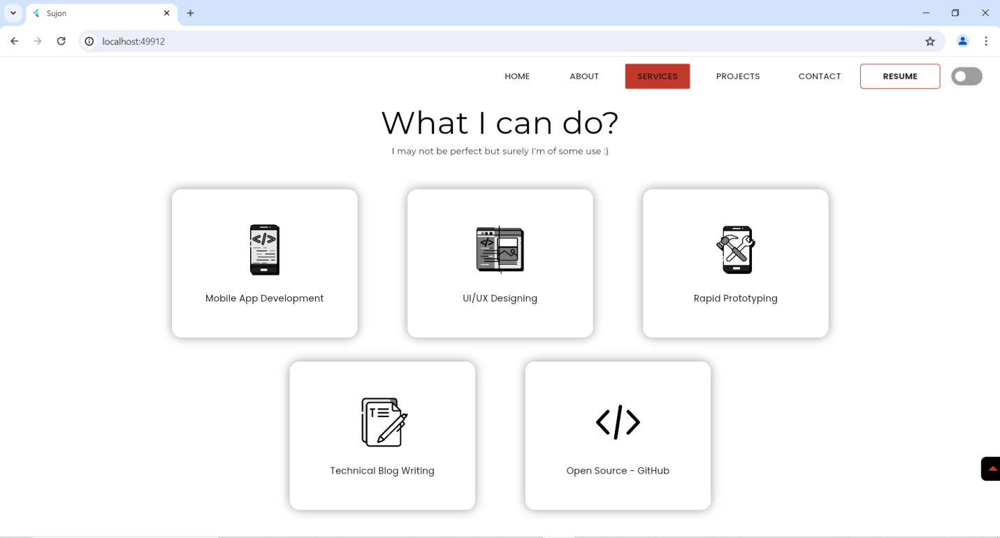 Sujon
localhost:49912
HOME ABOUT SERVICES PROJECTS CONTACT RESUME
What I can do?
I may not be perfect but surely I'm of some use :)
</>
</>
Mobile App Development UI/UX Designing Rapid Prototyping
T
</>
Technical Blog Writing Open Source - GitHub